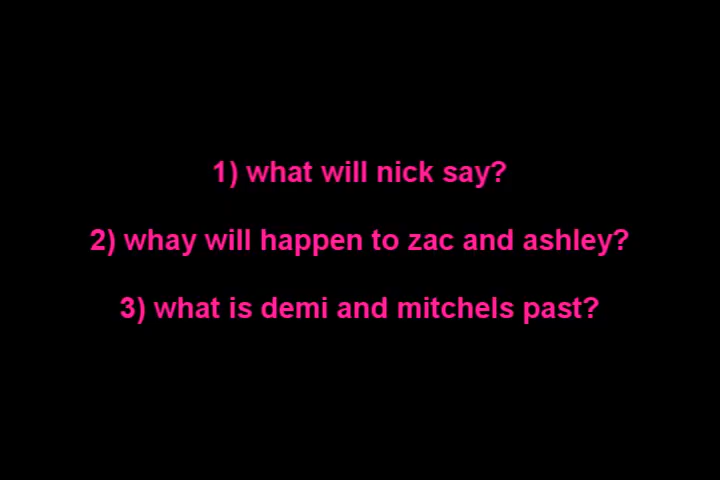 1) what will nick say?
2) whay will happen to zac and ashley?
3) what is demi and mitchels past?